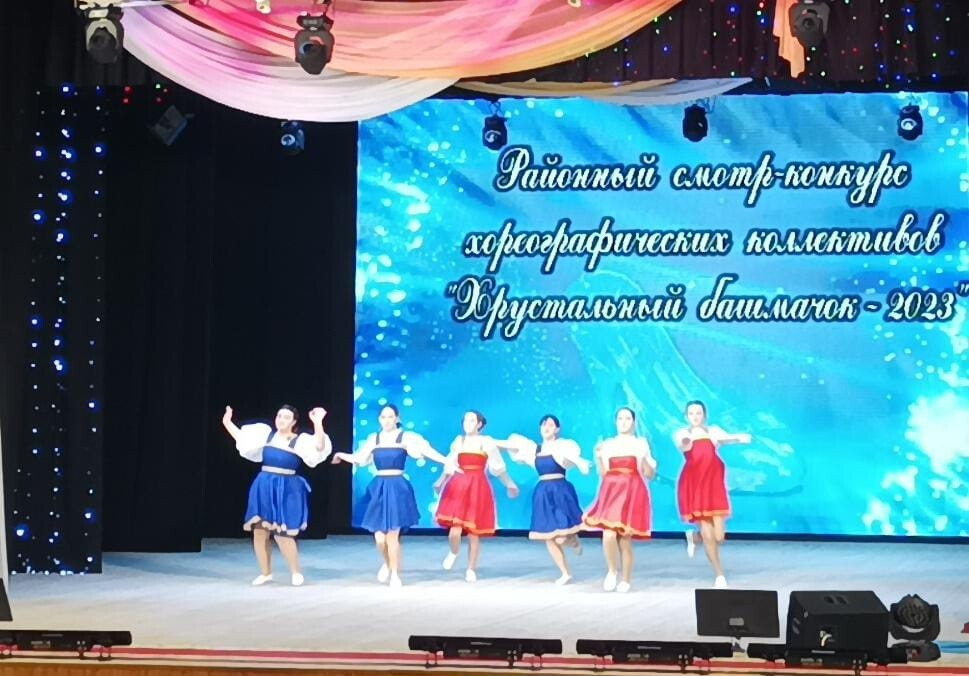 Районный смотр-конкурс
хореографических коллективов
"Хрустальный башмачок - 2023"